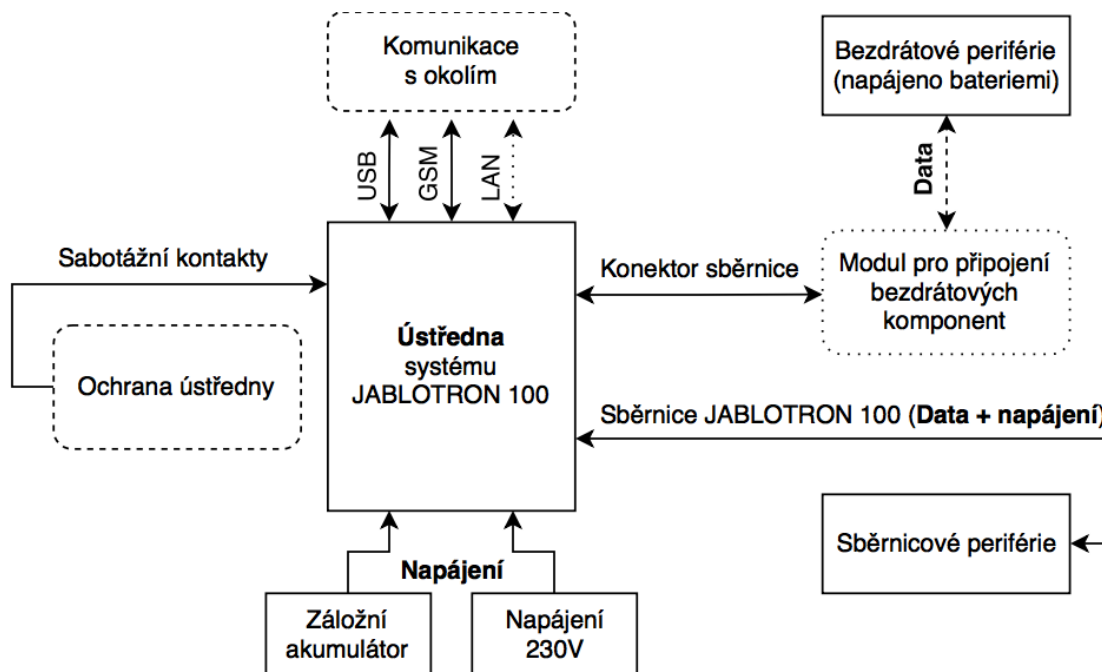 Komunikace
s okolím
Bezdrátové periférie
(napájeno bateriemi)
USB
GSM
LAN
Data
Sabotážní kontakty
Konektor sběrnice
Modul pro připojení
bezdrátových
komponent
Ústředna
systému
JABLOTRON 100
Ochrana ústředny
Sběrnice JABLOTRON 100 (Data + napájení)
Sběrnicové periférie
Napájení
Záložní
akumulátor
Napájení
230V